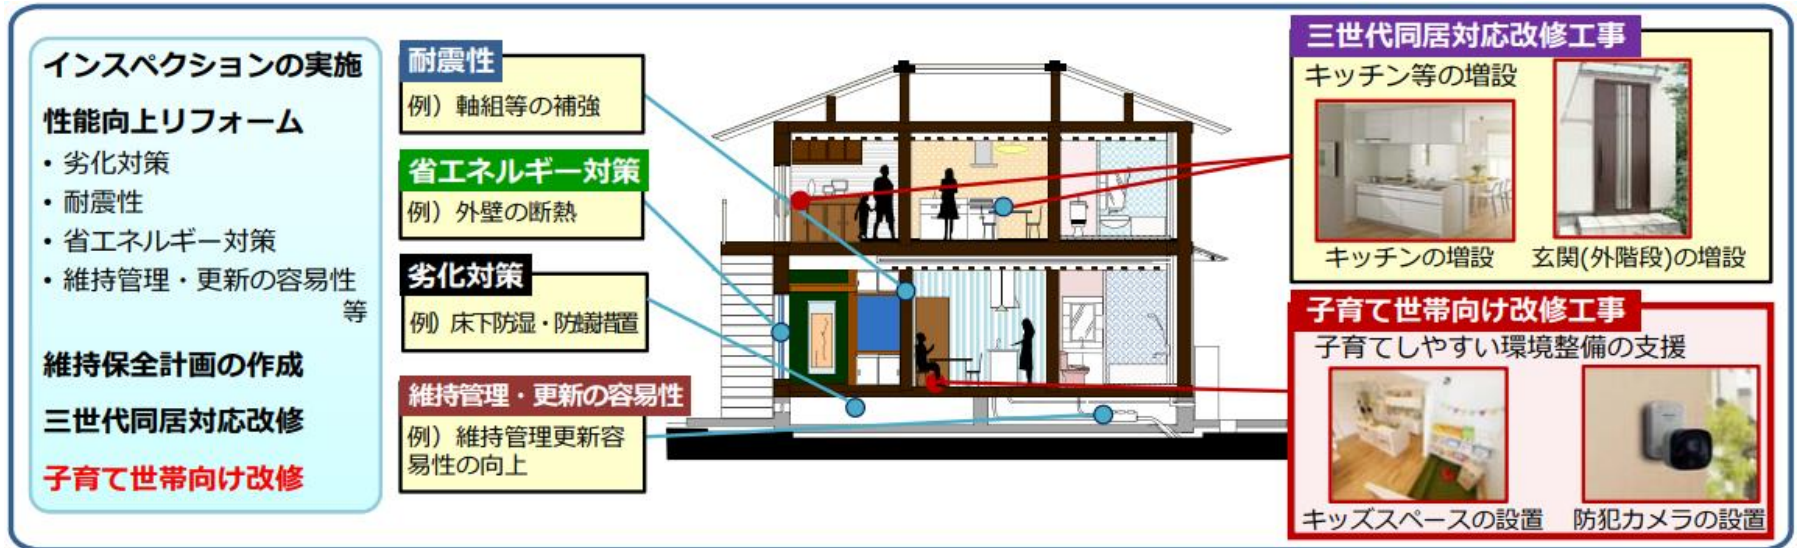 インスペクションの実施
性能向上リフォーム
・劣化対策
・耐震性
・省エネルギー対策
・維持管理・更新の容易性
等
維持保全計画の作成
三世代同居対応改修
子育て世帯向け改修
耐震性
例）軸組等の補強
省エネルギー対策
例）外壁の断熱
劣化対策
例）床下防湿・防蟻措置
維持管理・更新の容易性
例）維持管理更新容
易性の向上
三世代同居対応改修工事
キッチン等の増設
キッチンの増設
玄関(外階段)の増設
子育て世帯向け改修工事
子育てしやすい環境整備の支援
キッズスペースの設置
防犯カメラの設置